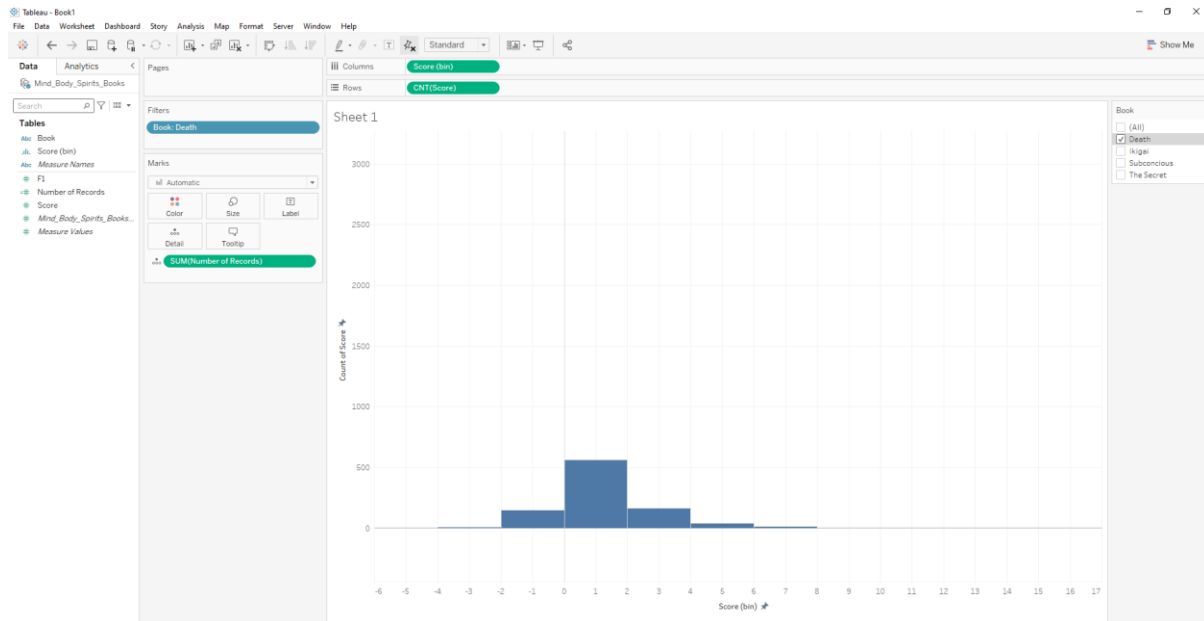 Tableau - Book1
File Data Worksheet Dashboard Story Analysis Map Format Server Window Help
Standard
Show Me
Data Analytics
Mind_Body_Spirits_Books
Search
Tables
Abc Book
Score (bin)
Abc Measure Names
# F1
=# Number of Records
# Score
# Mind_Body_Spirits_Books...
# Measure Values
Pages
Filters
Book: Death
Marks
Automatic
Color Size Label
Detail Tooltip
SUM(Number of Records)
Columns Score (bin)
Rows CNT(Score)
Sheet 1
3000
2500
2000
1500
1000
500
0
Count of Score
-6 -5 -4 -3 -2 -1 0 1 2 3 4 5 6 7 8 9 10 11 12 13 14 15 16 17
Score (bin)
Book
(All)
Death
Ikigai
Subconcious
The Secret